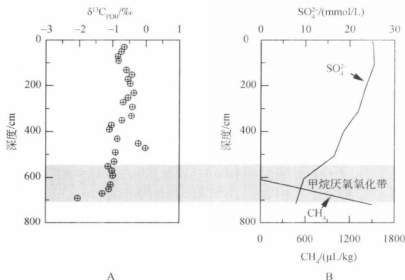 δ¹³C_PDB/‰
−3 −2 −1 0 1
0
200
400
600
800
深度/cm
A
SO₄²⁻/(mmol/L)
0 10 20 30
0
200
400
600
800
深度/cm
SO₄²⁻
甲烷厌氧氧化带
CH₄
0 600 1200 1800
CH₄/(μL/kg)
B